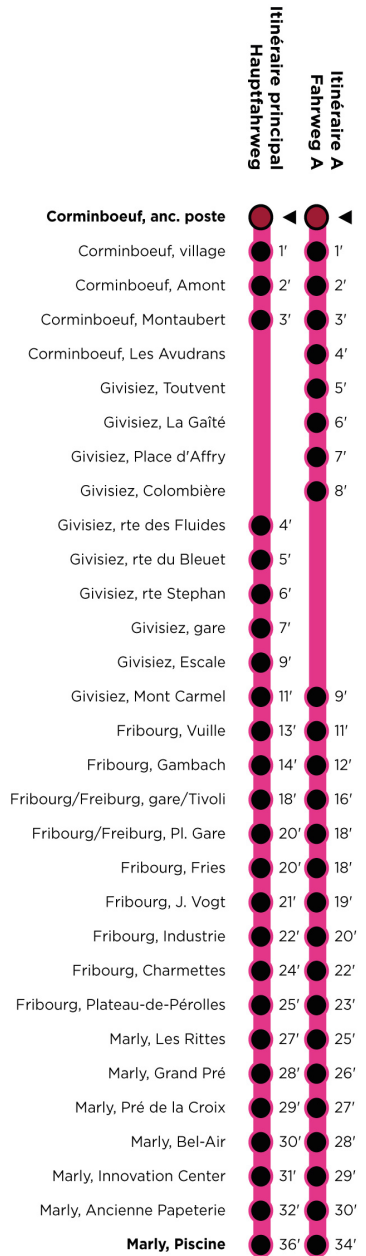 Itinéraire principal
Hauptfahrweg
Itinéraire A
Fahrweg A
Corminboeuf, anc. poste
Corminboeuf, village 1' 1'
Corminboeuf, Amont 2' 2'
Corminboeuf, Montaubert 3' 3'
Corminboeuf, Les Avudrans 4'
Givisiez, Toutvent 5'
Givisiez, La Gaîté 6'
Givisiez, Place d'Affry 7'
Givisiez, Colombière 8'
Givisiez, rte des Fluides 4'
Givisiez, rte du Bleuet 5'
Givisiez, rte Stephan 6'
Givisiez, gare 7'
Givisiez, Escale 9'
Givisiez, Mont Carmel 11' 9'
Fribourg, Vuille 13' 11'
Fribourg, Gambach 14' 12'
Fribourg/Freiburg, gare/Tivoli 18' 16'
Fribourg/Freiburg, Pl. Gare 20' 18'
Fribourg, Fries 20' 18'
Fribourg, J. Vogt 21' 19'
Fribourg, Industrie 22' 20'
Fribourg, Charmettes 24' 22'
Fribourg, Plateau-de-Pérolles 25' 23'
Marly, Les Rittes 27' 25'
Marly, Grand Pré 28' 26'
Marly, Pré de la Croix 29' 27'
Marly, Bel-Air 30' 28'
Marly, Innovation Center 31' 29'
Marly, Ancienne Papeterie 32' 30'
Marly, Piscine 36' 34'